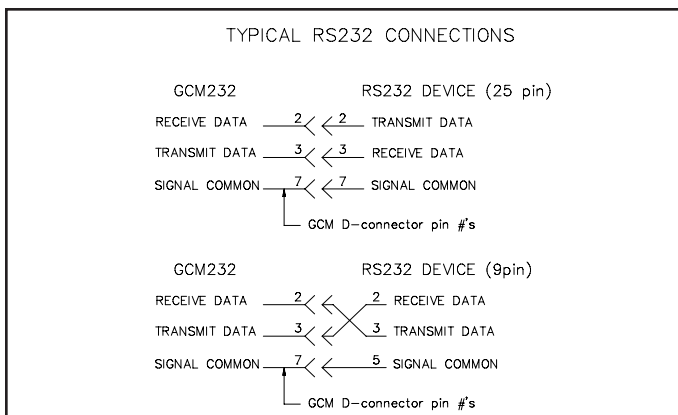 TYPICAL RS232 CONNECTIONS
GCM232 RS232 DEVICE (25 pin)
RECEIVE DATA 2 2 TRANSMIT DATA
TRANSMIT DATA 3 3 RECEIVE DATA
SIGNAL COMMON 7 7 SIGNAL COMMON
GCM D-connector pin #'s
GCM232 RS232 DEVICE (9pin)
RECEIVE DATA 2 2 RECEIVE DATA
TRANSMIT DATA 3 3 TRANSMIT DATA
SIGNAL COMMON 7 5 SIGNAL COMMON
GCM D-connector pin #'s